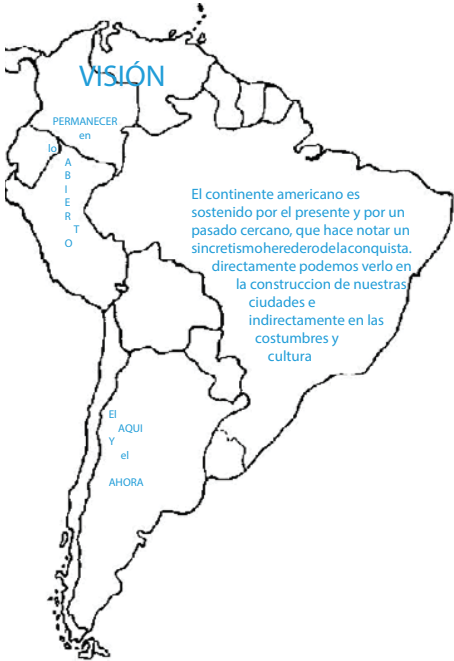 VISIÓN
PERMANECER
en
lo
A
B
I
E
R
T
O
El continente americano es
sostenido por el presente y por un
pasado cercano, que hace notar un
sincretismoherederodelaconquista.
directamente podemos verlo en
la construccion de nuestras
ciudades e
indirectamente en las
costumbres y
cultura
El
AQUI
Y
el
AHORA